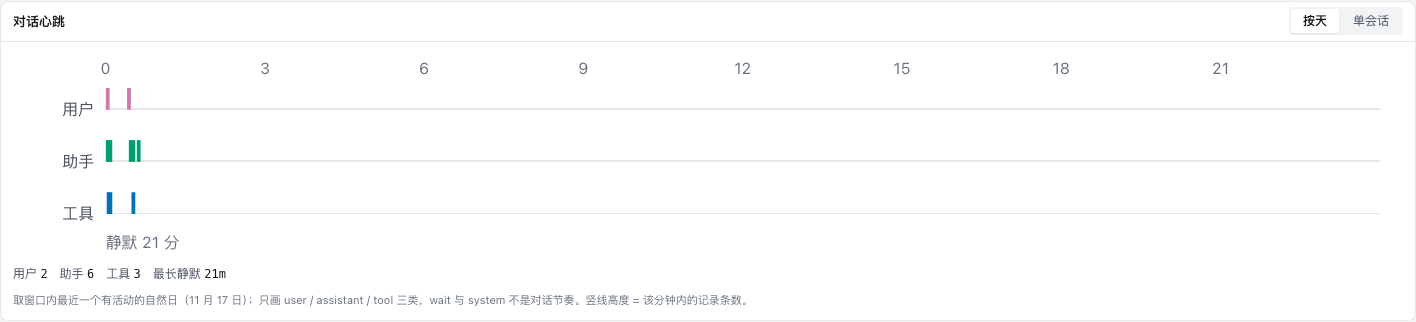 对话心跳
按天 单会话
0 3 6 9 12 15 18 21
用户
助手
工具
静默 21 分
用户 2 助手 6 工具 3 最长静默 21m
取窗口内最近一个有活动的自然日（11 月 17 日）；只画 user / assistant / tool 三类，wait 与 system 不是对话节奏。竖线高度 = 该分钟内的记录条数。